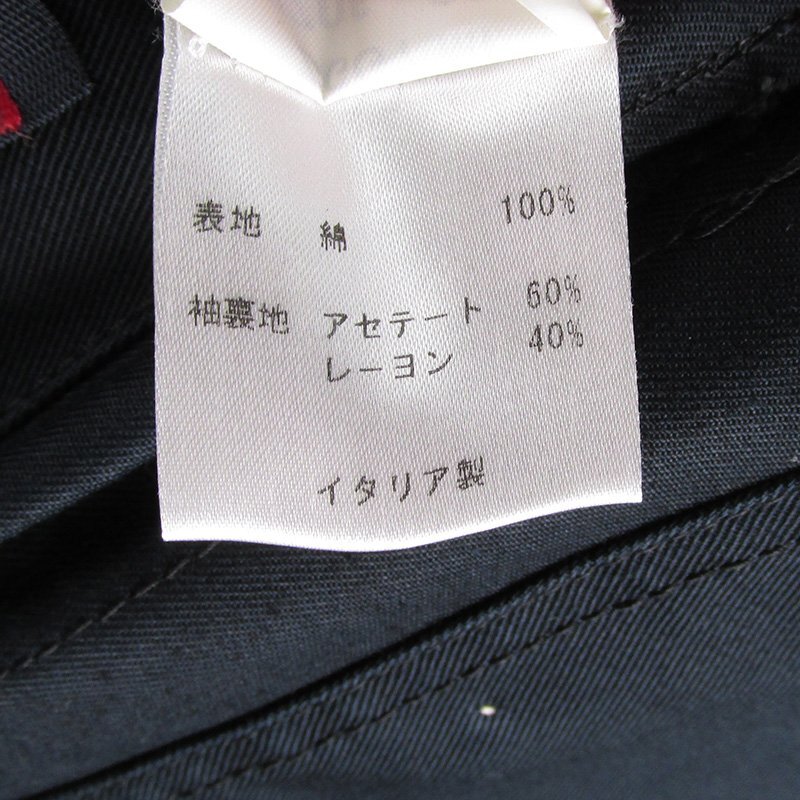 表地 綿 100%
袖裏地 アセテート 60%
レーヨン 40%
イタリア製